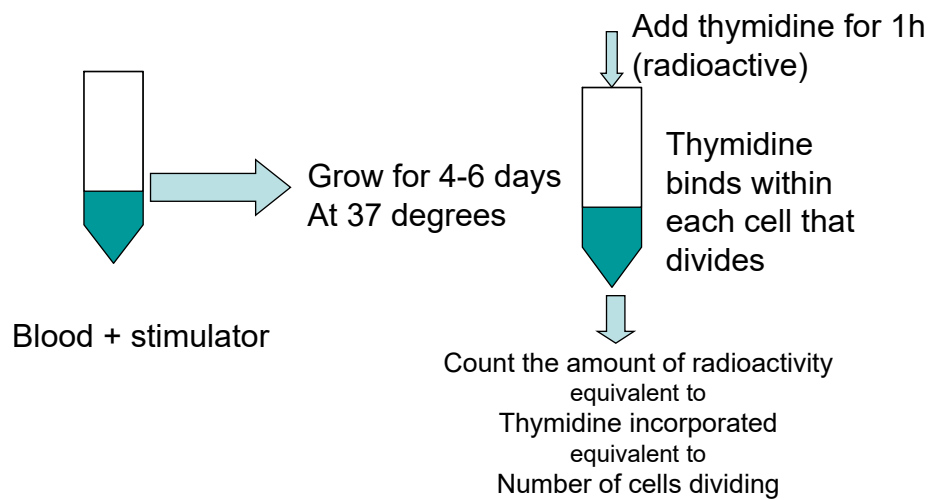 Blood + stimulator
Grow for 4-6 days
At 37 degrees
Add thymidine for 1h
(radioactive)
Thymidine
binds within
each cell that
divides
Count the amount of radioactivity
equivalent to
Thymidine incorporated
equivalent to
Number of cells dividing